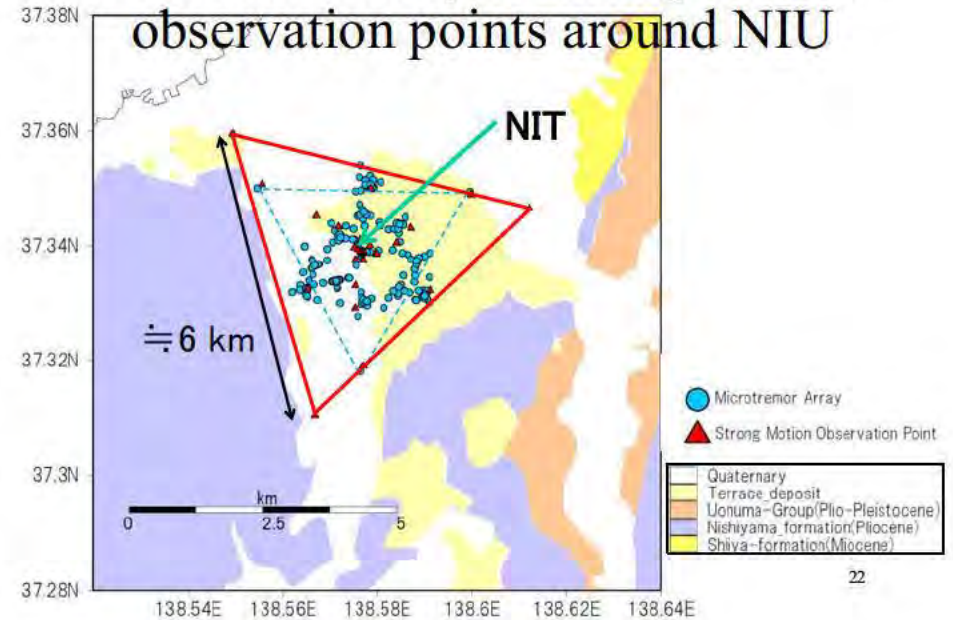 observation points around NIU
37.38N
37.36N
37.34N
37.32N
37.3N
37.28N
NIT
≒6 km
km
0 2.5 5
138.54E 138.56E 138.58E 138.6E 138.62E 138.64E
Microtremor Array
Strong Motion Observation Point
Quaternary
Terrace_deposit
Uonuma-Group(Plio-Pleistocene)
Nishiyama_formation(Pliocene)
Shiya-formation(Miocene)
22